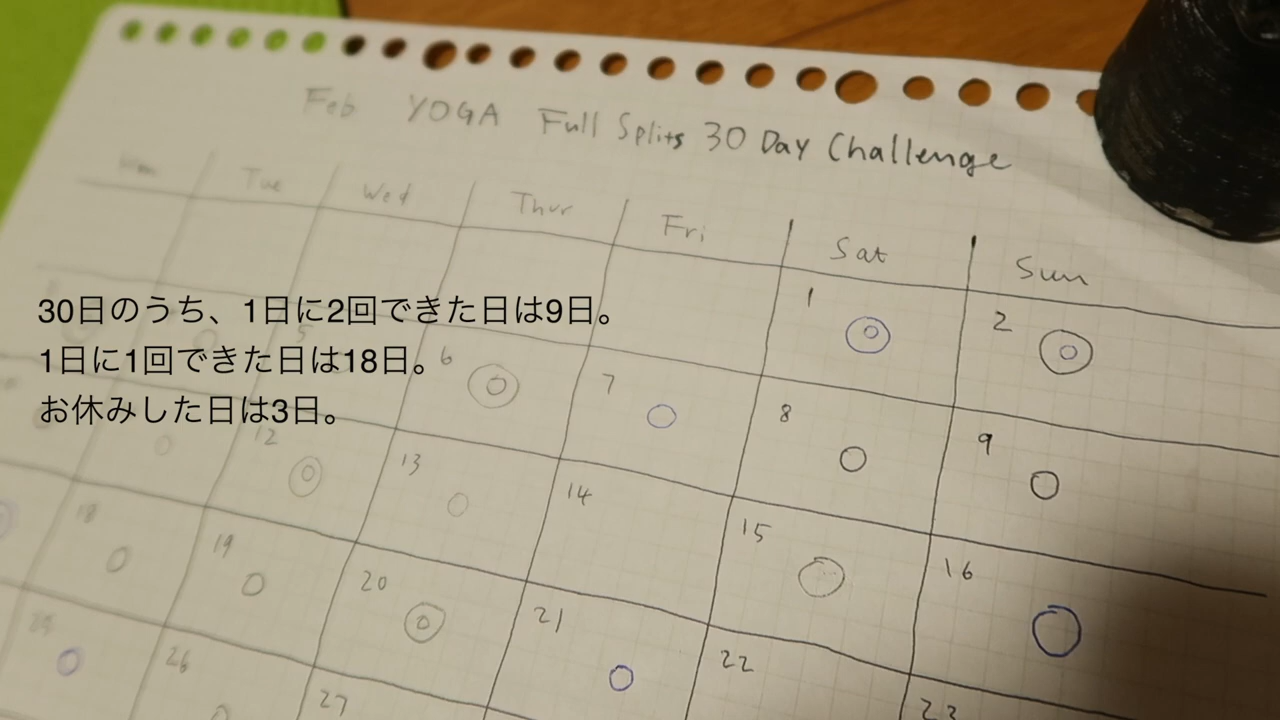 Feb YOGA Full Splits 30 Day Challenge
Tue Wed Thur Fri Sat Sun
1 2
30日のうち、1日に2回できた日は9日。
1日に1回できた日は18日。
お休みした日は3日。
5 6 7 8 9
12 13 14 15 16
18 19 20 21 22 23
25 26 27